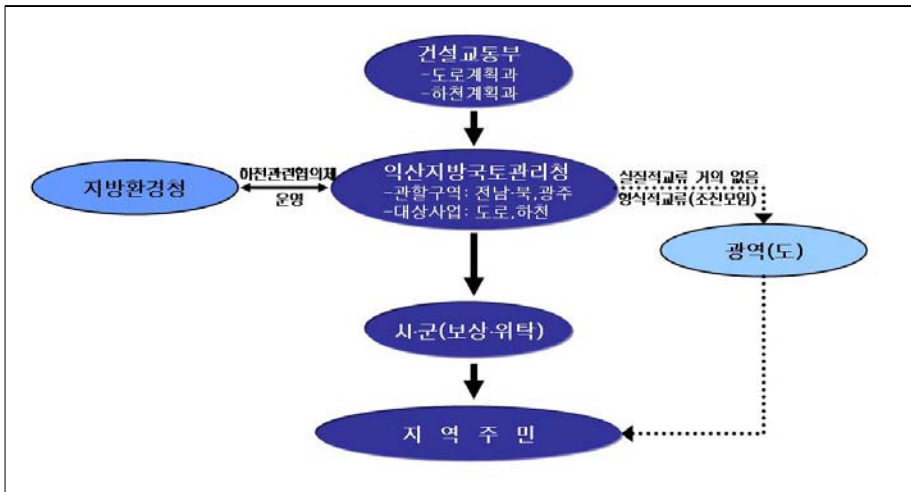 건설교통부
-도로계획과
-하천계획과
지방환경청
하천관련협의체
운영
익산지방국토관리청
-관할구역: 전남·북,광주
-대상사업: 도로,하천
실질적교류 거의 없음
형식적교류(조찬모임)
광역(도)
시·군(보상·위탁)
지 역 주 민